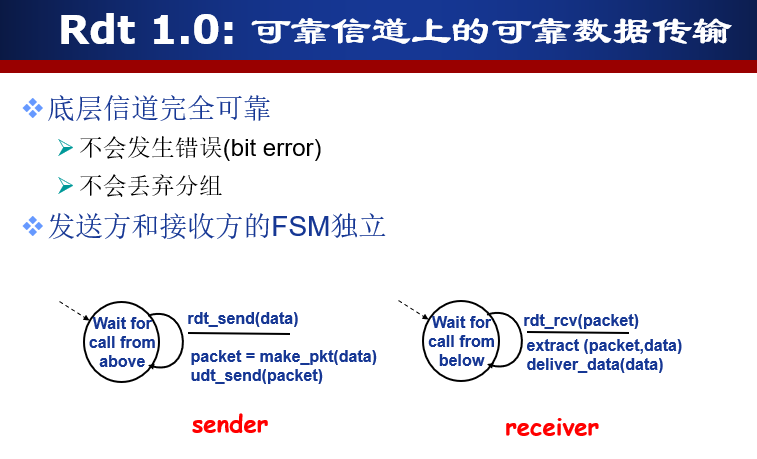 Rdt 1.0: 可靠信道上的可靠数据传输
底层信道完全可靠
不会发生错误(bit error)
不会丢弃分组
发送方和接收方的FSM独立
Wait for
call from
above
rdt_send(data)
packet = make_pkt(data)
udt_send(packet)
sender
Wait for
call from
below
rdt_rcv(packet)
extract (packet,data)
deliver_data(data)
receiver